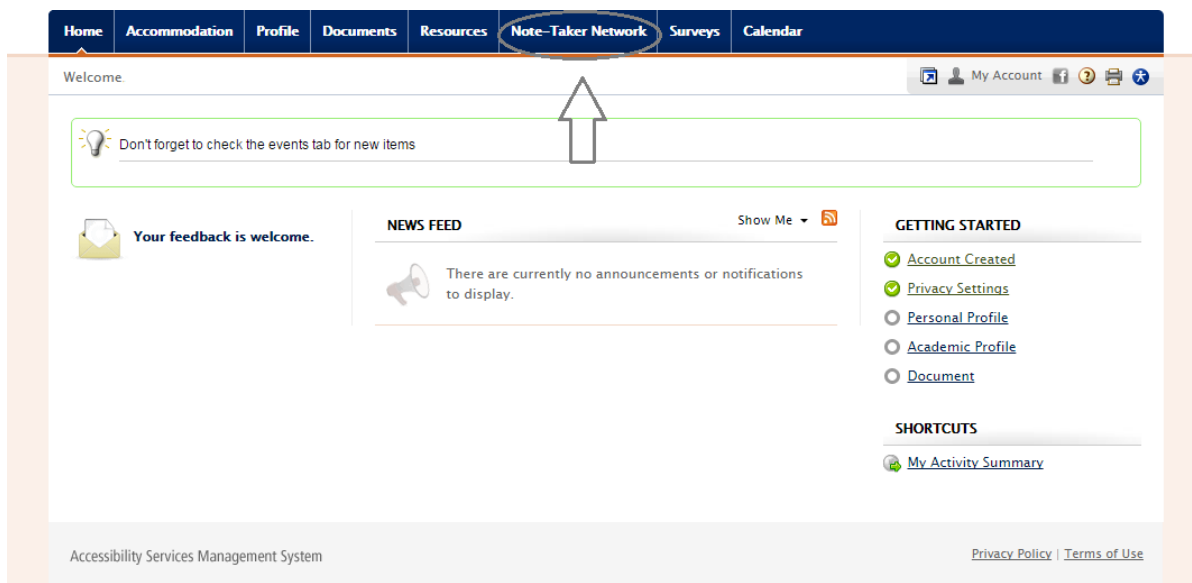 Home Accommodation Profile Documents Resources Note-Taker Network Surveys Calendar
Welcome.
My Account
Don't forget to check the events tab for new items
Your feedback is welcome.
NEWS FEED
Show Me
There are currently no announcements or notifications
to display.
GETTING STARTED
Account Created
Privacy Settings
Personal Profile
Academic Profile
Document
SHORTCUTS
My Activity Summary
Accessibility Services Management System
Privacy Policy | Terms of Use